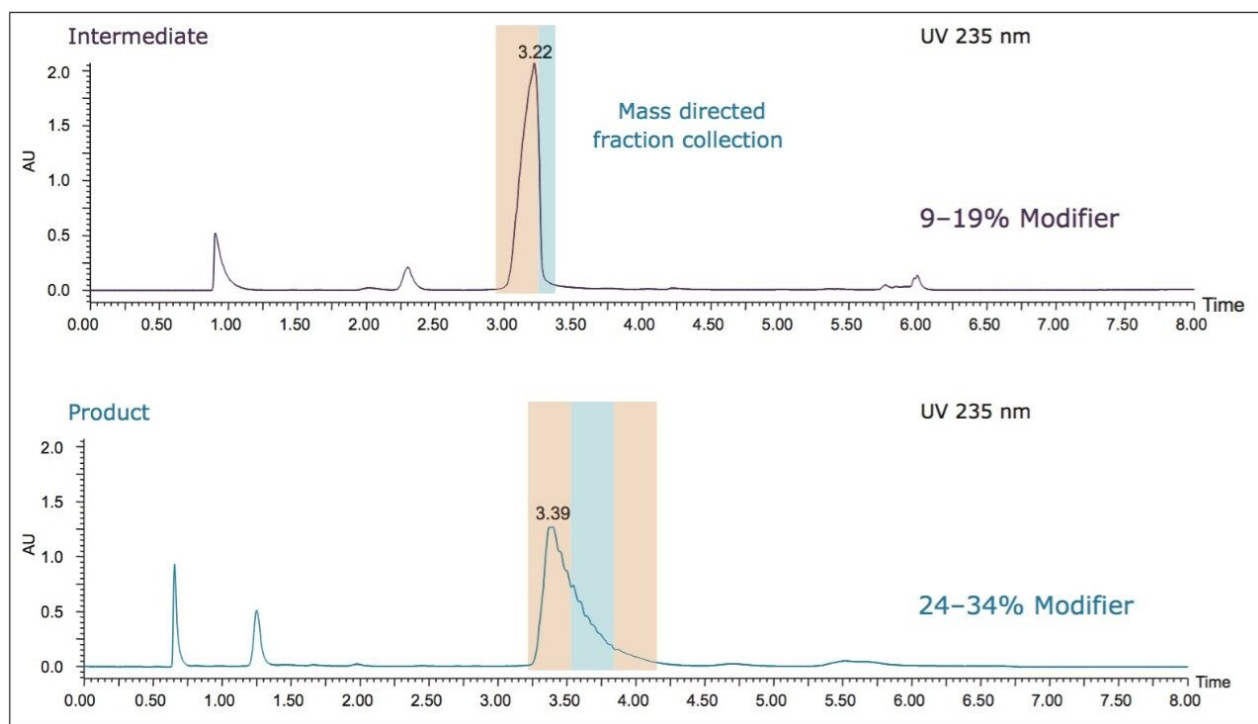 Intermediate
UV 235 nm
3.22
Mass directed
fraction collection
9–19% Modifier
AU
2.0
1.5
1.0
0.5
0.0
0.00 0.50 1.00 1.50 2.00 2.50 3.00 3.50 4.00 4.50 5.00 5.50 6.00 6.50 7.00 7.50 8.00 Time
Product
UV 235 nm
3.39
24–34% Modifier
AU
2.0
1.5
1.0
0.5
0.0
0.00 0.50 1.00 1.50 2.00 2.50 3.00 3.50 4.00 4.50 5.00 5.50 6.00 6.50 7.00 7.50 8.00 Time